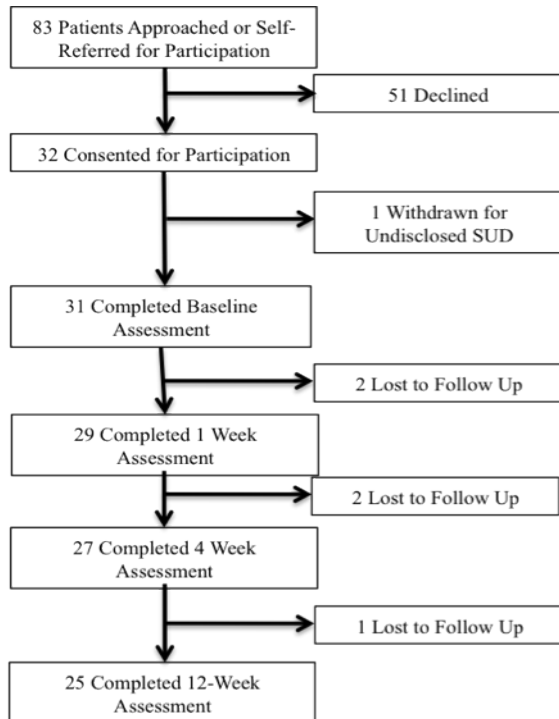 83 Patients Approached or Self-
Referred for Participation
51 Declined
32 Consented for Participation
1 Withdrawn for
Undisclosed SUD
31 Completed Baseline
Assessment
2 Lost to Follow Up
29 Completed 1 Week
Assessment
2 Lost to Follow Up
27 Completed 4 Week
Assessment
1 Lost to Follow Up
25 Completed 12-Week
Assessment